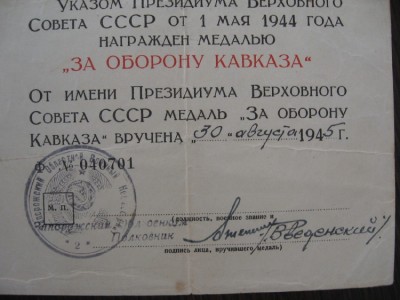 Указом Президиума Верховного
Совета СССР от 1 мая 1944 года
НАГРАЖДЕН МЕДАЛЬЮ
„ЗА ОБОРОНУ КАВКАЗА“
От имени Президиума Верховного
Совета СССР медаль „За оборону
Кавказа“ вручена „30“ августа 1945 г.
№ 040701
М. П.
(должность, военное звание и
Полковник
(Введенский)
подпись лица, вручившего медаль)
2